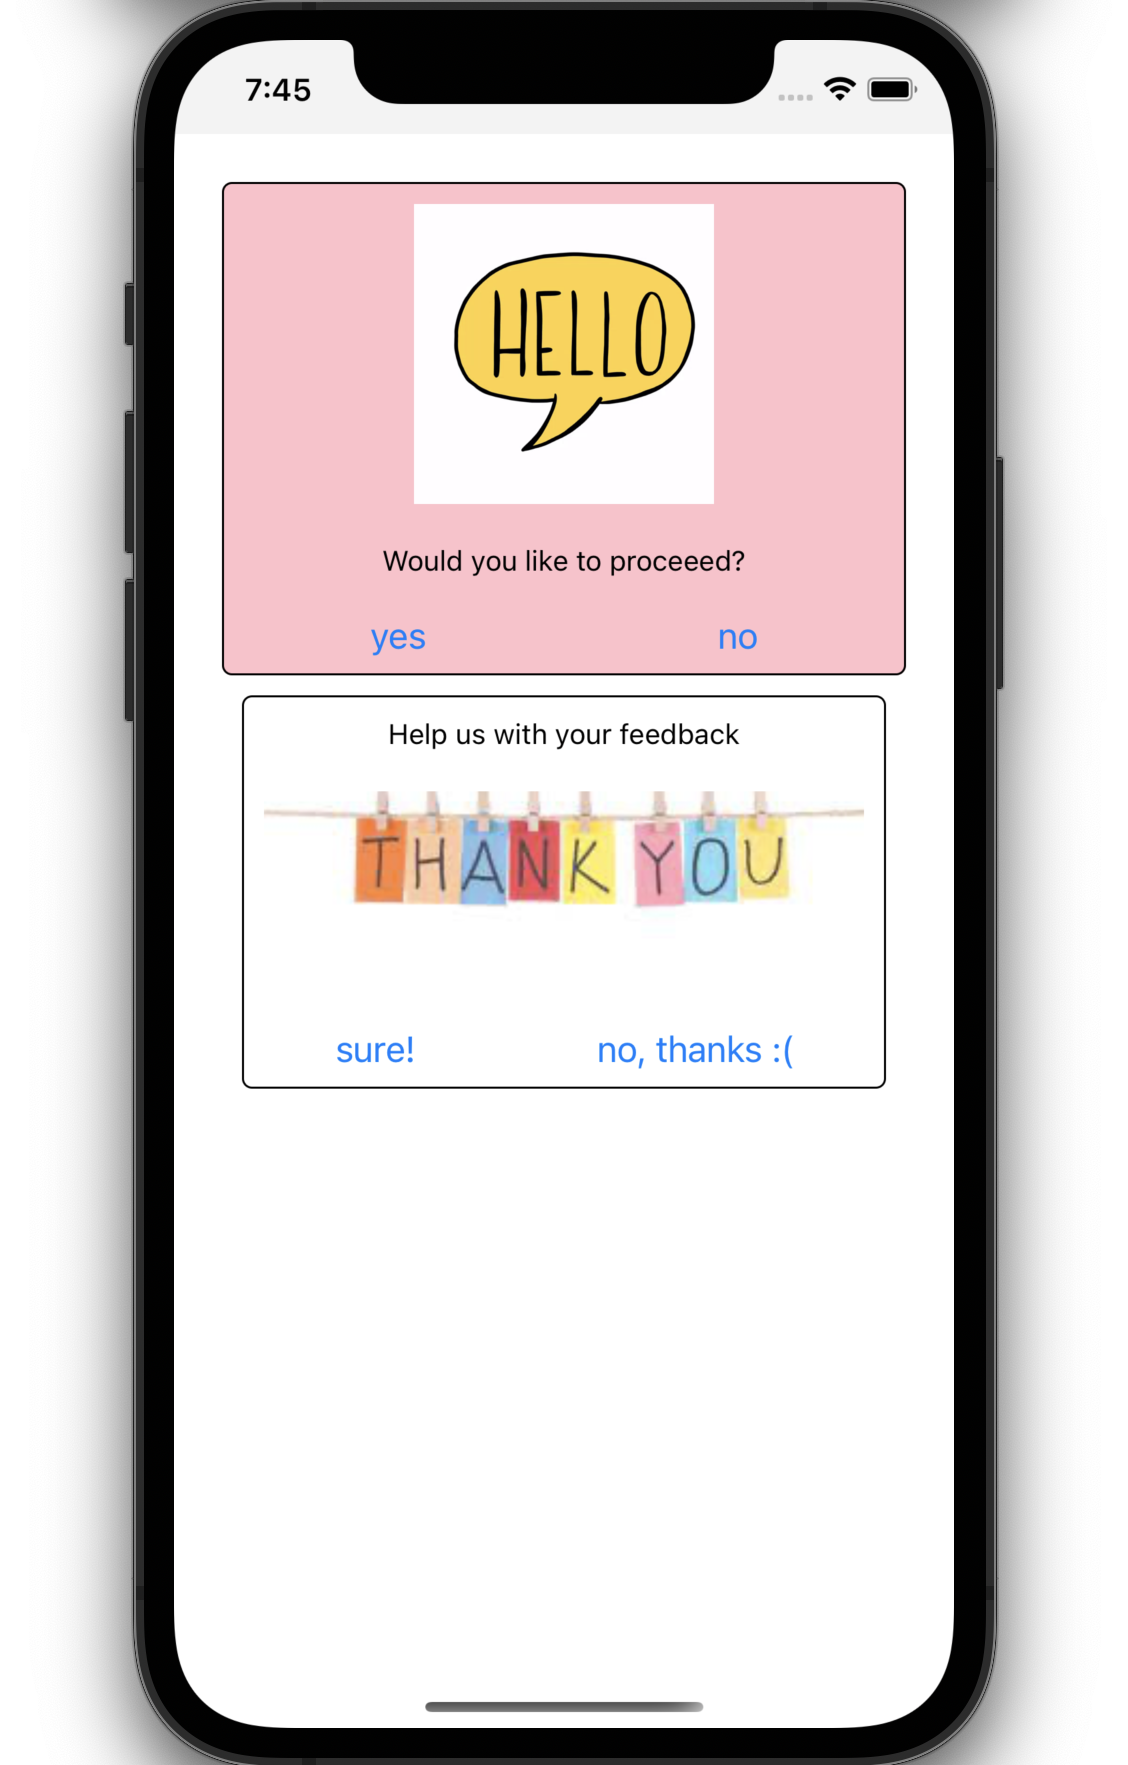 7:45
HELLO
Would you like to proceeed?
yes no
Help us with your feedback
THANK YOU
sure! no, thanks :(